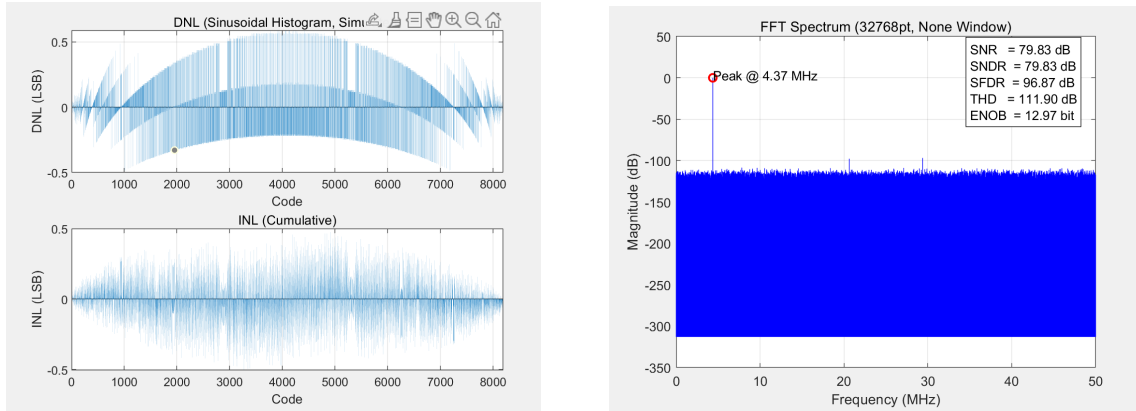 DNL (Sinusoidal Histogram, Simu
0.5
0
-0.5
DNL (LSB)
0 1000 2000 3000 4000 5000 6000 7000 8000
Code
INL (Cumulative)
0.5
0
-0.5
INL (LSB)
0 1000 2000 3000 4000 5000 6000 7000 8000
Code
FFT Spectrum (32768pt, None Window)
50
0
-50
-100
-150
-200
-250
-300
-350
Magnitude (dB)
Peak @ 4.37 MHz
SNR = 79.83 dB
SNDR = 79.83 dB
SFDR = 96.87 dB
THD = 111.90 dB
ENOB = 12.97 bit
0 10 20 30 40 50
Frequency (MHz)